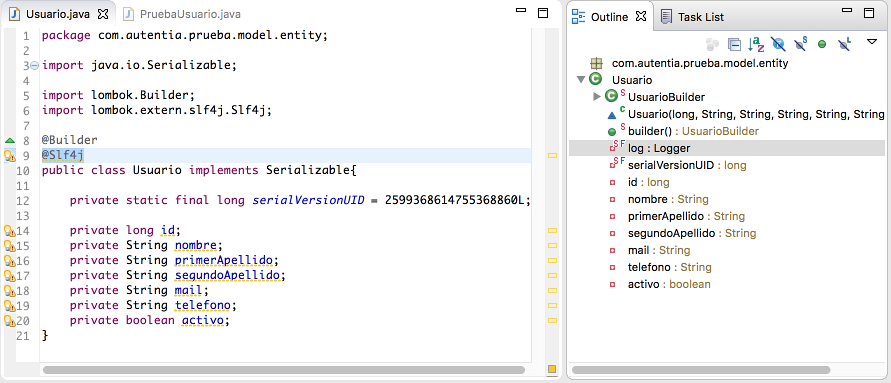 Usuario.java
PruebaUsuario.java
1 package com.autentia.prueba.model.entity;
2
3 import java.io.Serializable;
4
5 import lombok.Builder;
6 import lombok.extern.slf4j.Slf4j;
7
8 @Builder
9 @Slf4j
10 public class Usuario implements Serializable{
11
12 private static final long serialVersionUID = 2599368614755368860L;
13
14 private long id;
15 private String nombre;
16 private String primerApellido;
17 private String segundoApellido;
18 private String mail;
19 private String telefono;
20 private boolean activo;
21 }
Outline
Task List
com.autentia.prueba.model.entity
Usuario
UsuarioBuilder
Usuario(long, String, String, String, String, String
builder() : UsuarioBuilder
log : Logger
serialVersionUID : long
id : long
nombre : String
primerApellido : String
segundoApellido : String
mail : String
telefono : String
activo : boolean